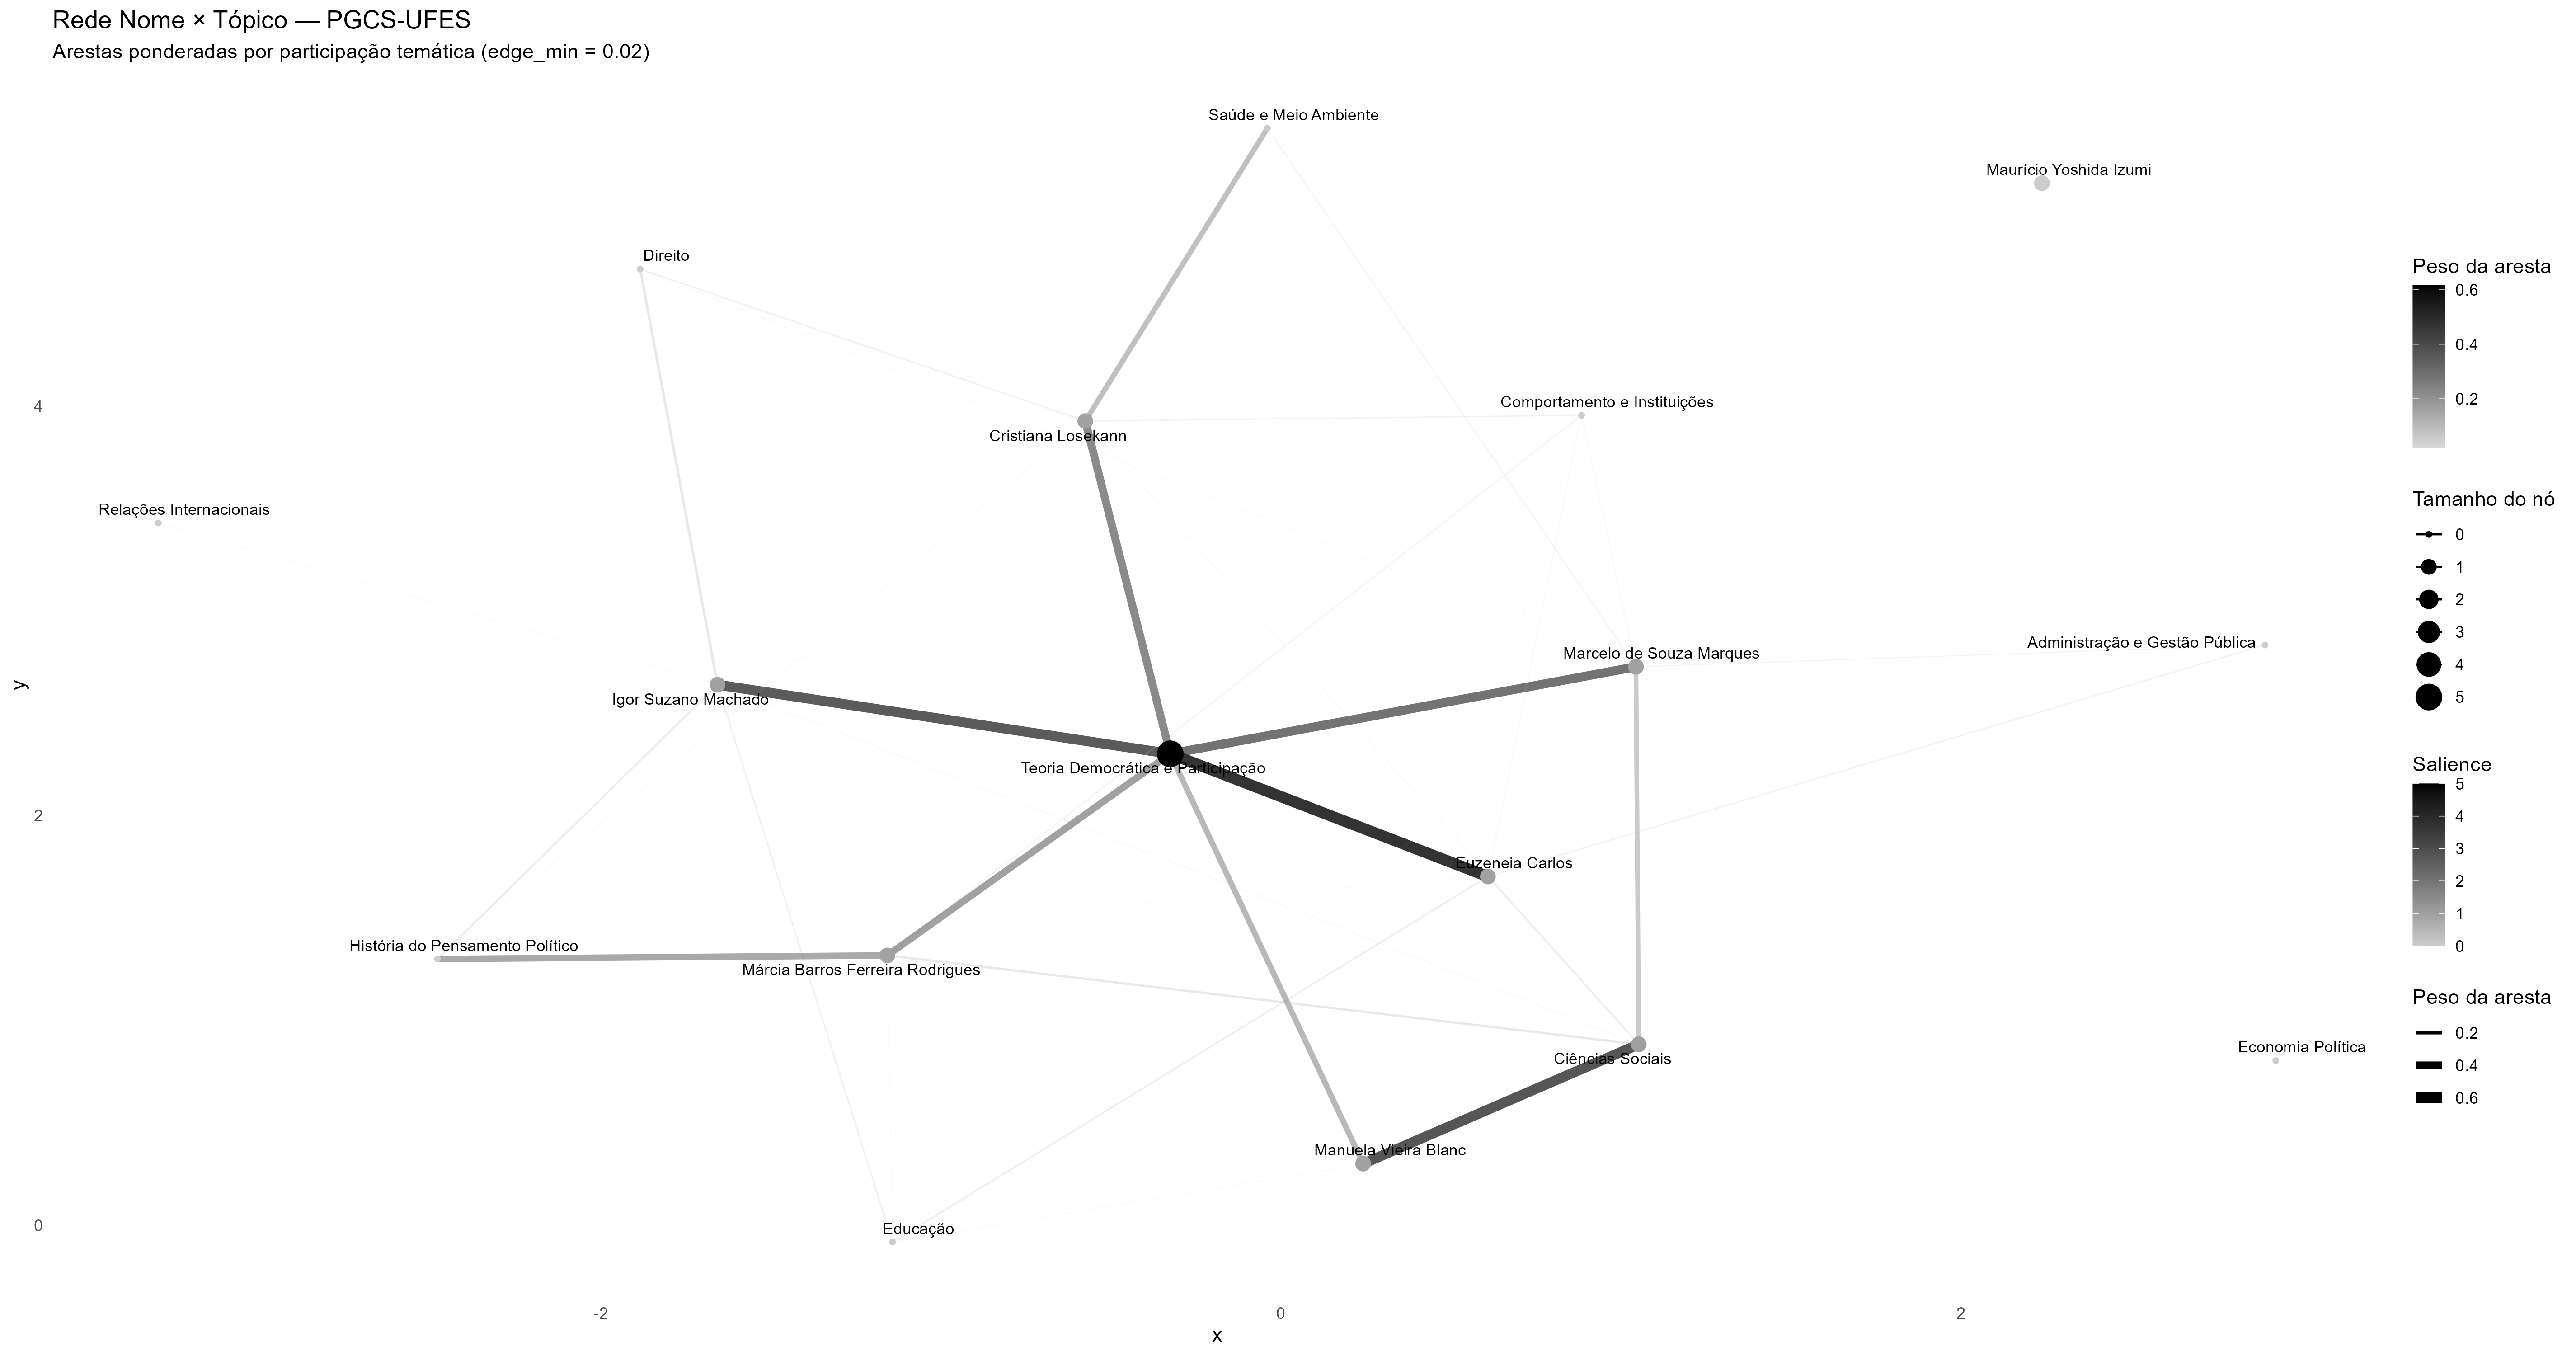 Rede Nome × Tópico — PGCS-UFES
Arestas ponderadas por participação temática (edge_min = 0.02)
Saúde e Meio Ambiente
Maurício Yoshida Izumi
Direito
Comportamento e Instituições
Cristiana Losekann
Relações Internacionais
Administração e Gestão Pública
Marcelo de Souza Marques
Igor Suzano Machado
Teoria Democrática e Participação
Euzeneia Carlos
História do Pensamento Político
Márcia Barros Ferreira Rodrigues
Ciências Sociais
Economia Política
Manuela Vieira Blanc
Educação
y
4
2
0
-2
0
2
x
Peso da aresta
0.6
0.4
0.2
Tamanho do nó
0
1
2
3
4
5
Salience
5
4
3
2
1
0
Peso da aresta
0.2
0.4
0.6